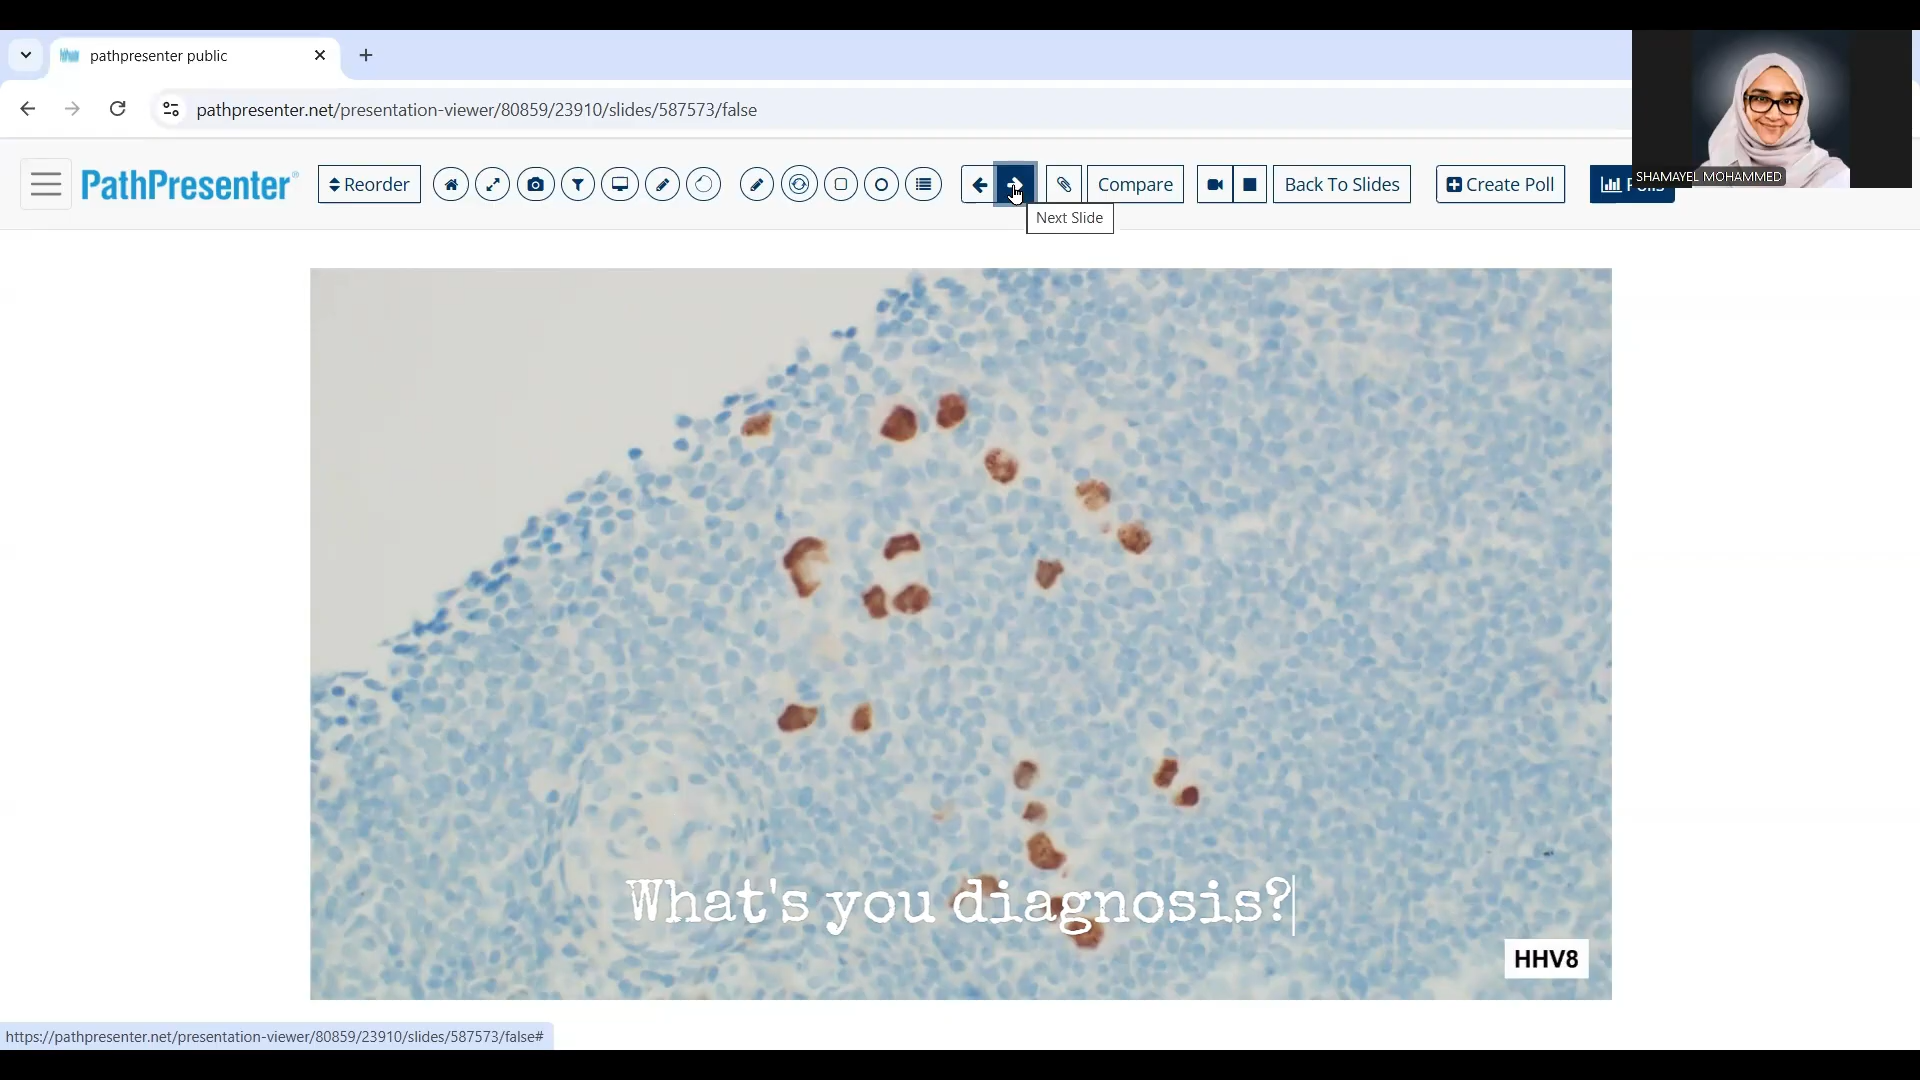 pathpresenter public
pathpresenter.net/presentation-viewer/80859/23910/slides/587573/false
SHAMAYEL MOHAMMED
PathPresenter
Reorder
Compare
Back To Slides
Create Poll
Next Slide
What's you diagnosis?
HHV8
https://pathpresenter.net/presentation-viewer/80859/23910/slides/587573/false#